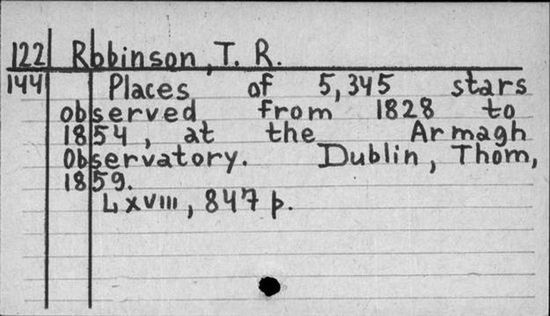 122 Robinson, T. R.
144 Places of 5,345 stars
observed from 1828 to
1854, at the Armagh
Observatory. Dublin, Thom,
1859.
LXVIII, 847 p.